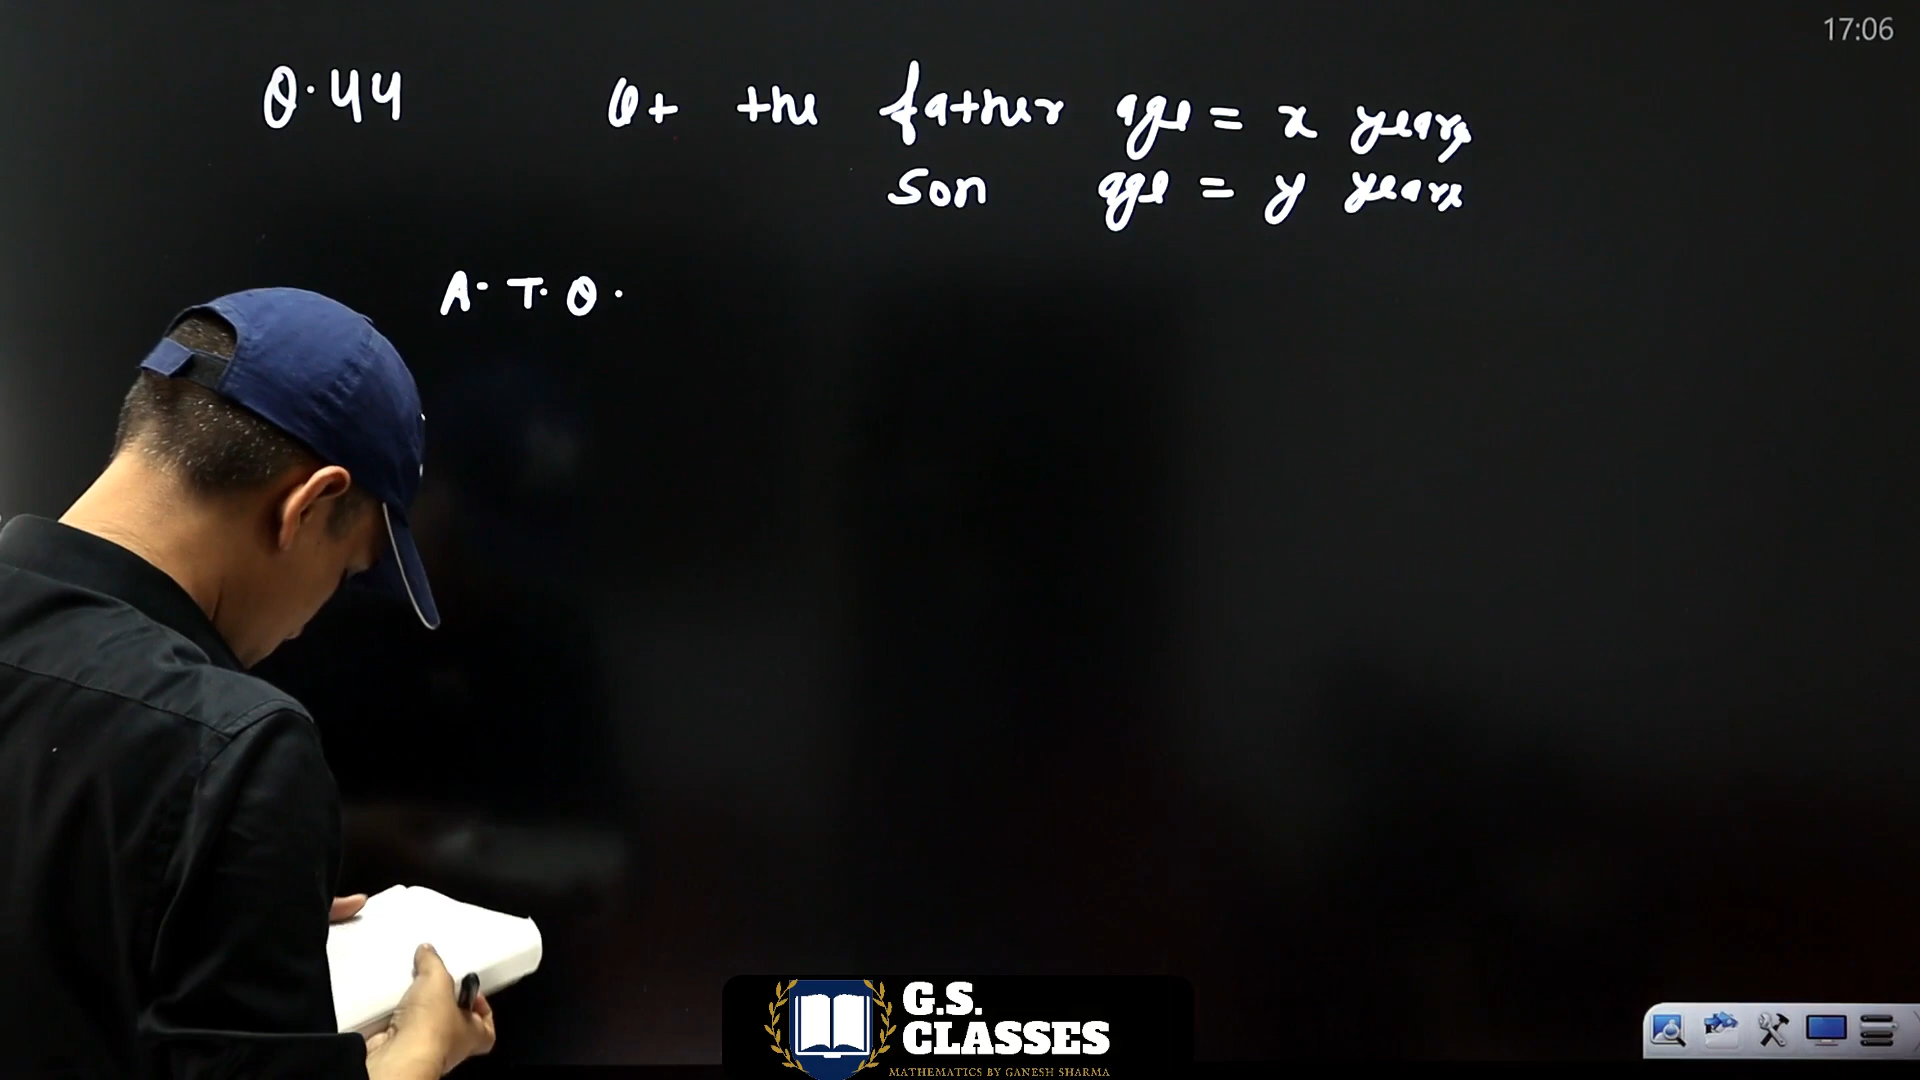 17:06
Q.44 Let the father age = x years
son age = y years
A.T.Q.
G.S.
CLASSES
MATHEMATICS BY GANESH SHARMA